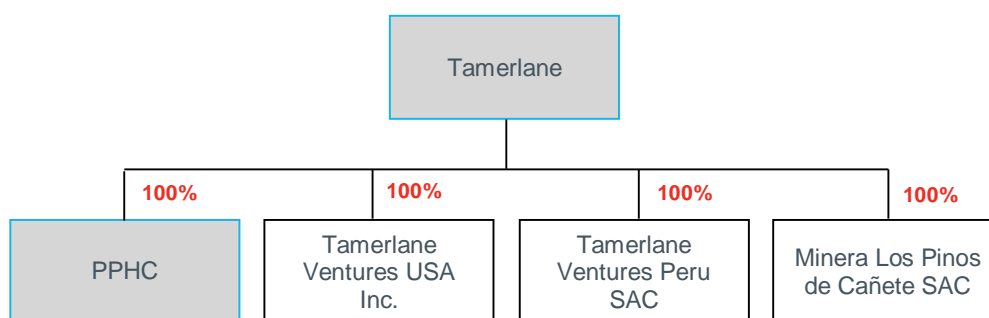 Tamerlane
100%
100%
100%
100%
PPHC
Tamerlane
Ventures USA
Inc.
Tamerlane
Ventures Peru
SAC
Minera Los Pinos
de Cañete SAC